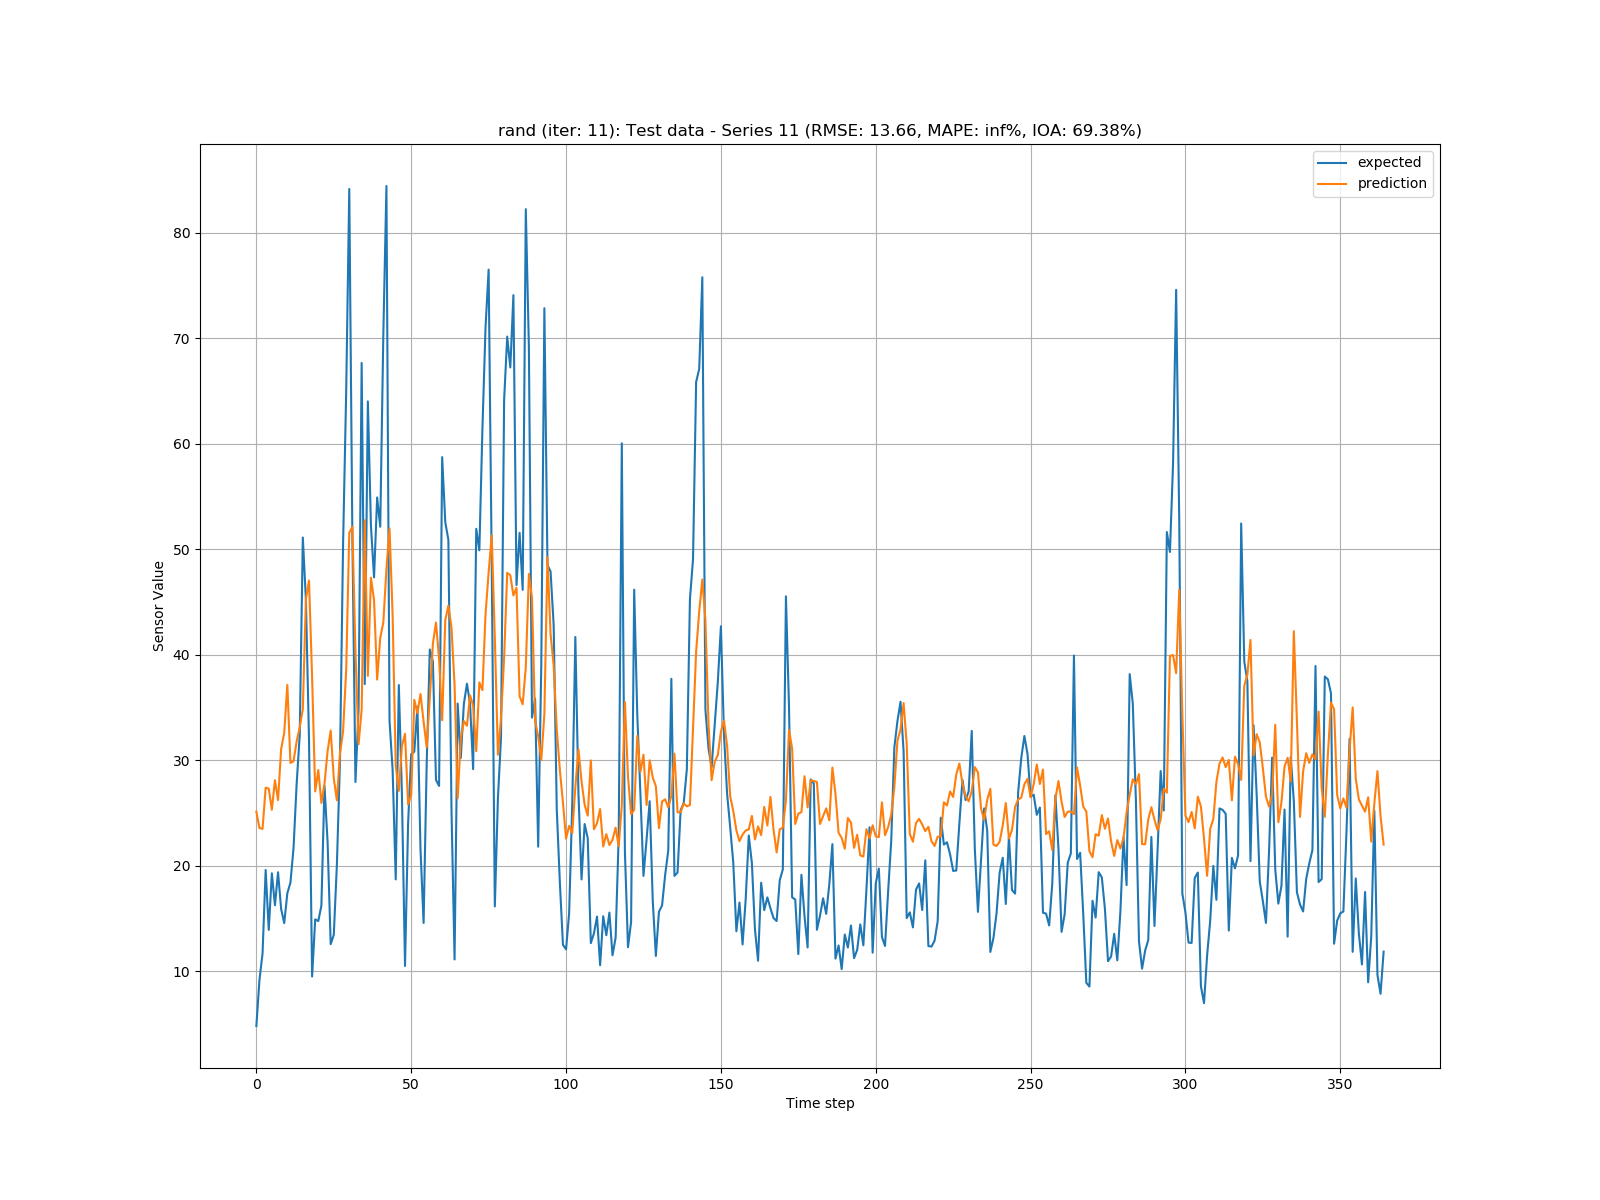 rand (iter: 11): Test data - Series 11 (RMSE: 13.66, MAPE: inf%, IOA: 69.38%)
expected
prediction
80
70
60
50
40
30
20
10
Sensor Value
0 50 100 150 200 250 300 350
Time step